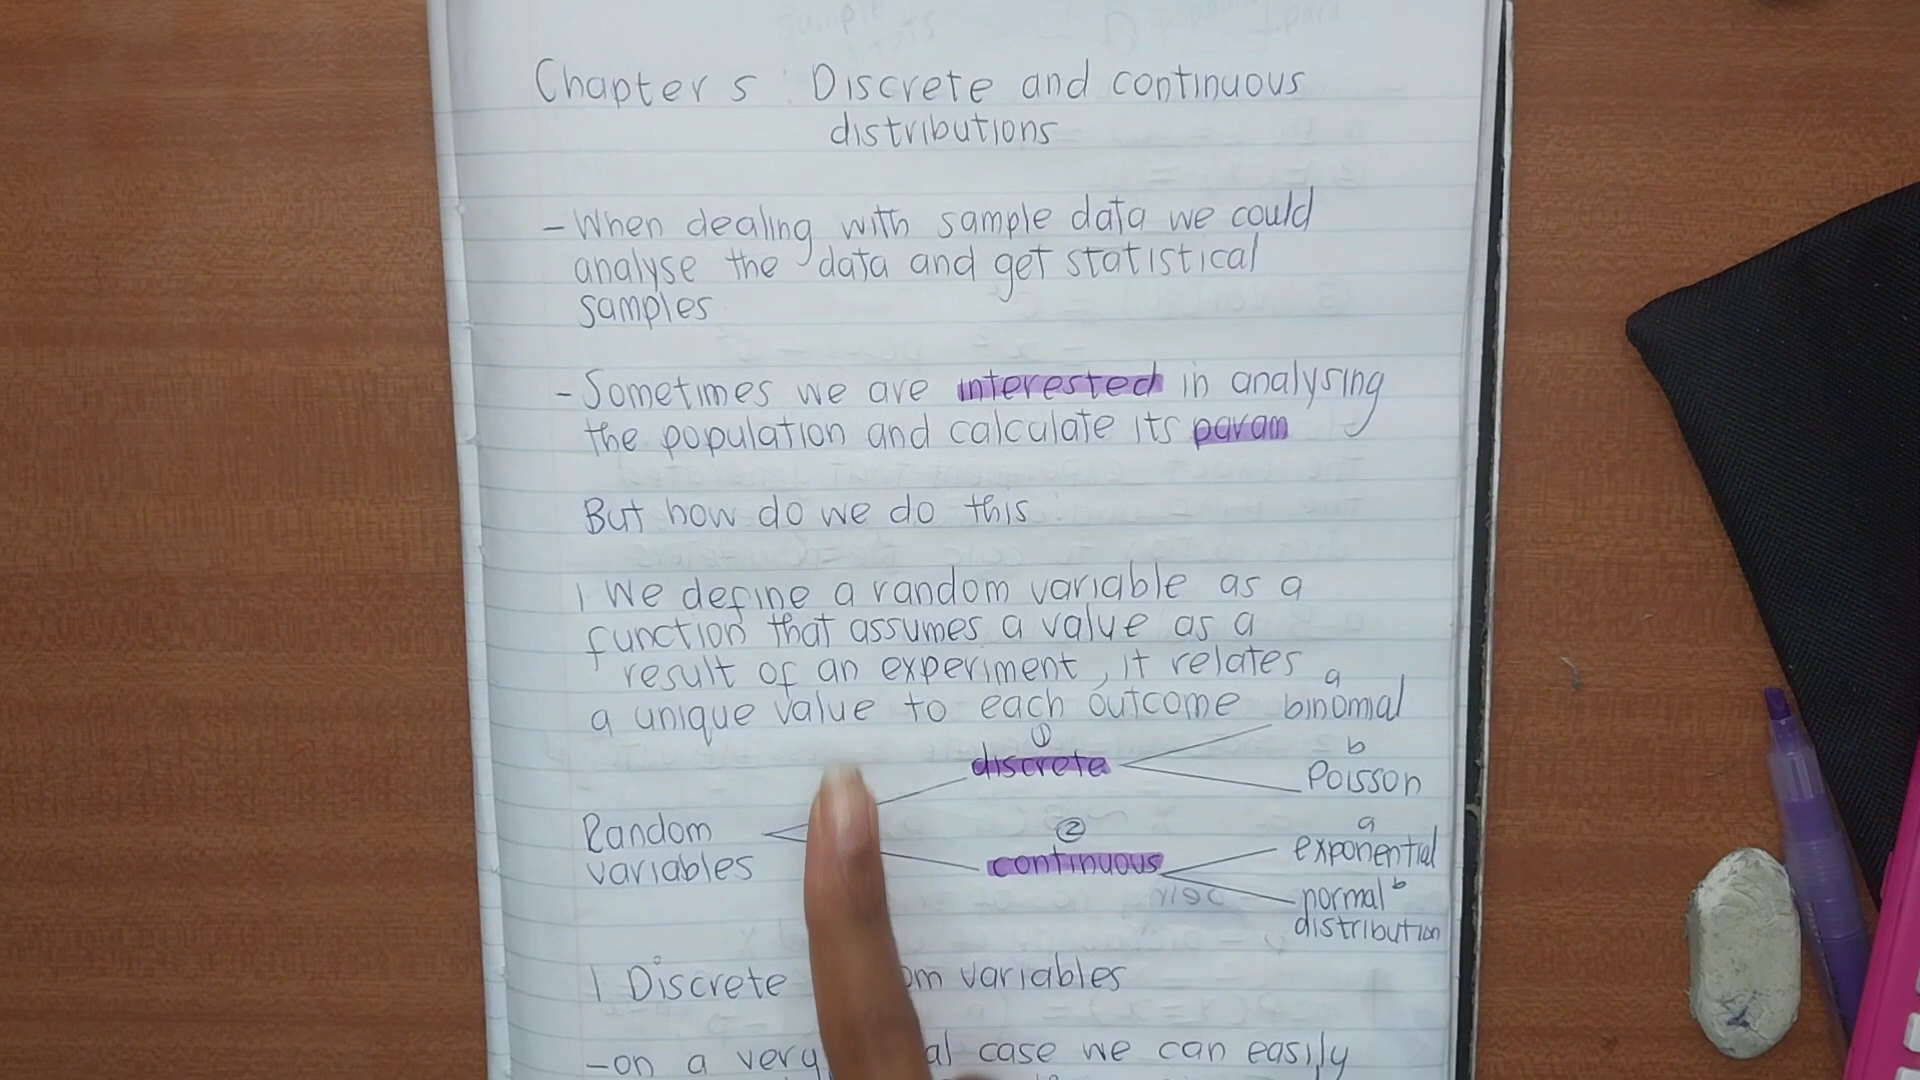 Chapter 5 : Discrete and continuous
distributions
- When dealing with sample data we could
analyse the data and get statistical
samples
- Sometimes we are interested in analysing
the population and calculate its param
But how do we do this
1 We define a random variable as a
function that assumes a value as a
result of an experiment, it relates
a unique value to each outcome
① discrete
a binomal
b Poisson
Random
variables
② continuous
a exponential
normal b
distribution
1 Discrete variables
- on a very case we can easily